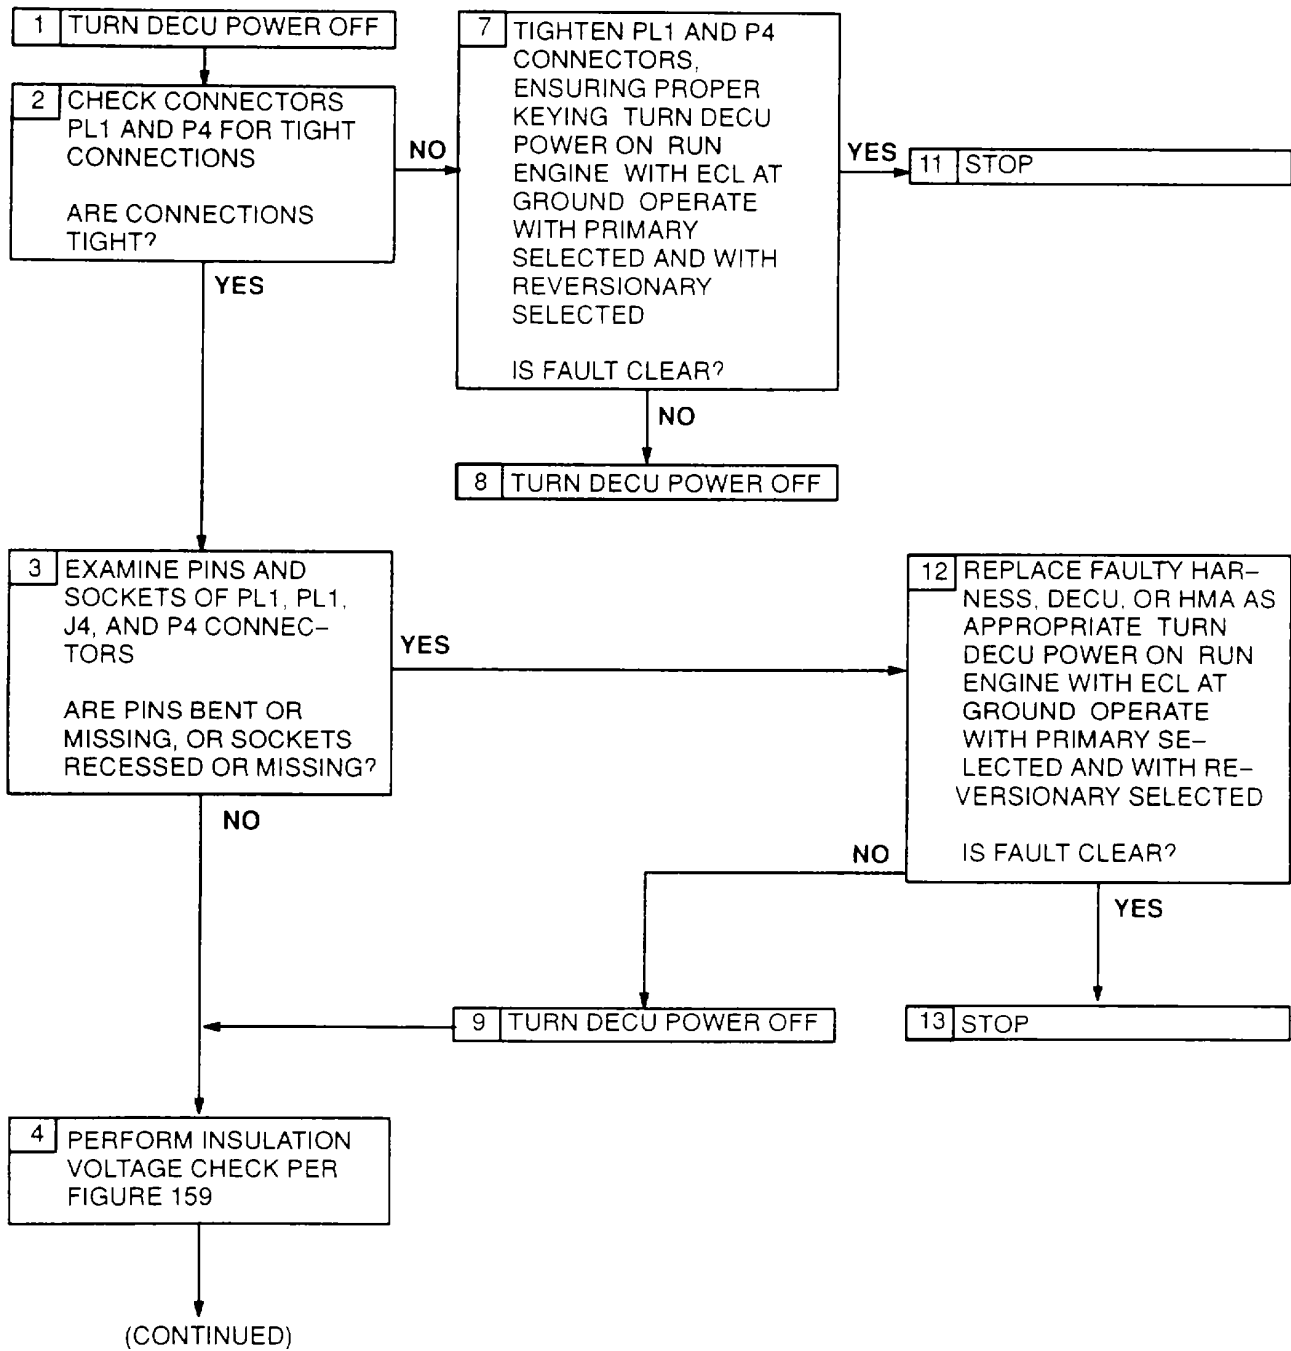 1 TURN DECU POWER OFF
2 CHECK CONNECTORS
PL1 AND P4 FOR TIGHT
CONNECTIONS
ARE CONNECTIONS
TIGHT?
NO
YES
7 TIGHTEN PL1 AND P4
CONNECTORS,
ENSURING PROPER
KEYING TURN DECU
POWER ON RUN
ENGINE WITH ECL AT
GROUND OPERATE
WITH PRIMARY
SELECTED AND WITH
REVERSIONARY
SELECTED
IS FAULT CLEAR?
YES
11 STOP
NO
8 TURN DECU POWER OFF
3 EXAMINE PINS AND
SOCKETS OF PL1, PL1,
J4, AND P4 CONNEC-
TORS
ARE PINS BENT OR
MISSING, OR SOCKETS
RECESSED OR MISSING?
YES
NO
12 REPLACE FAULTY HAR-
NESS, DECU, OR HMA AS
APPROPRIATE TURN
DECU POWER ON RUN
ENGINE WITH ECL AT
GROUND OPERATE
WITH PRIMARY SE-
LECTED AND WITH RE-
VERSIONARY SELECTED
IS FAULT CLEAR?
NO
YES
9 TURN DECU POWER OFF
13 STOP
4 PERFORM INSULATION
VOLTAGE CHECK PER
FIGURE 159
(CONTINUED)